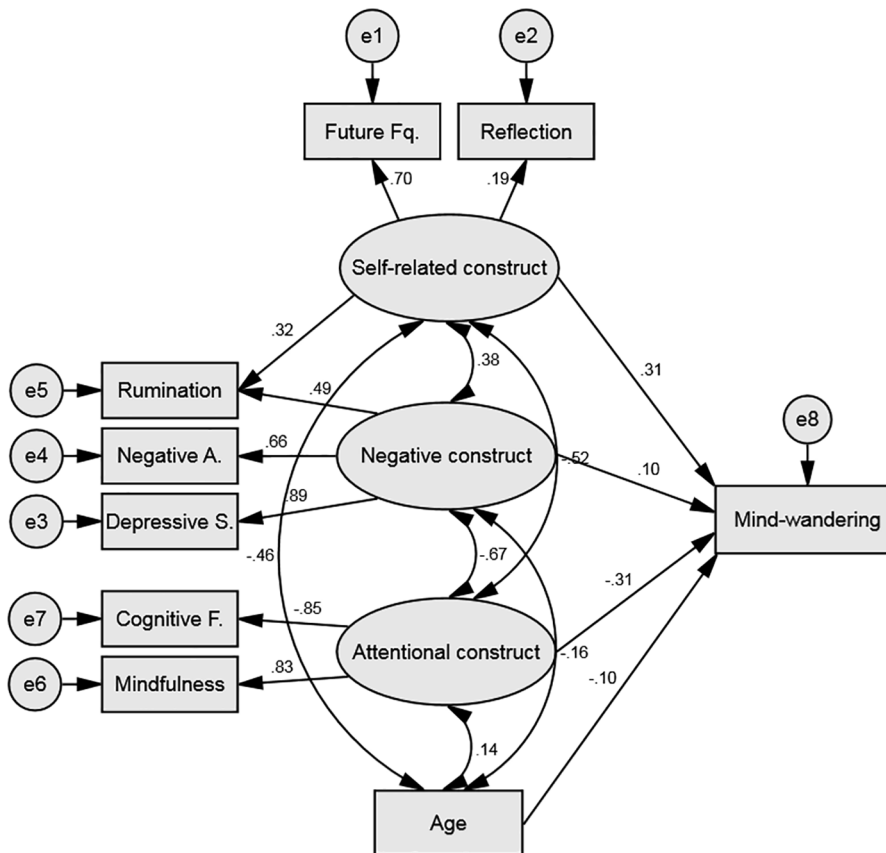 e1
e2
Future Fq.
Reflection
.70
.19
Self-related construct
.32
.38
.31
e5
Rumination
.49
e8
e4
Negative A.
.66
Negative construct
-.52
.10
e3
Depressive S.
.89
Mind-wandering
-.46
-.67
-.31
e7
Cognitive F.
-.85
e6
Mindfulness
.83
Attentional construct
-.16
-.10
.14
Age